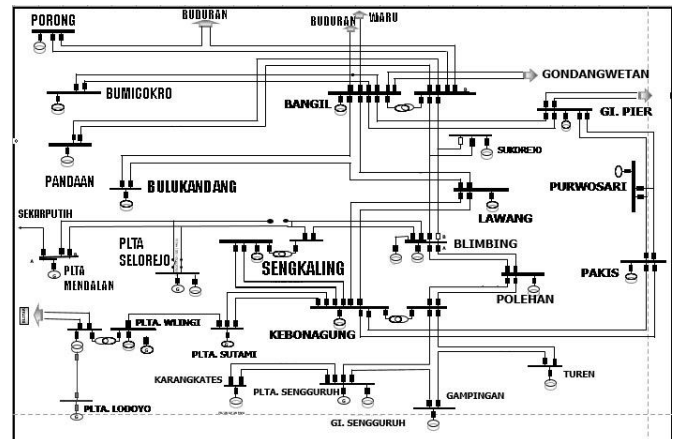 PORONG
BUDURAN
BUDURAN
WARU
GONDANGWETAN
BUMICOKRO
BANGIL
GI. PIER
PANDAAN
SUKOREJO
BULUKANDANG
PURWOSARI
LAWANG
SEKARPUTIH
PLTA
SELOREJO
BLIMBING
PLTA
MENDALAN
SENGKALING
PAKIS
POLEHAN
KEBONAGUNG
PLTA. WLINGI
PLTA. SUTAMI
TUREN
KARANGKATES
PLTA. SENGGURUH
GAMPINGAN
PLTA. LODOYO
GI. SENGGURUH